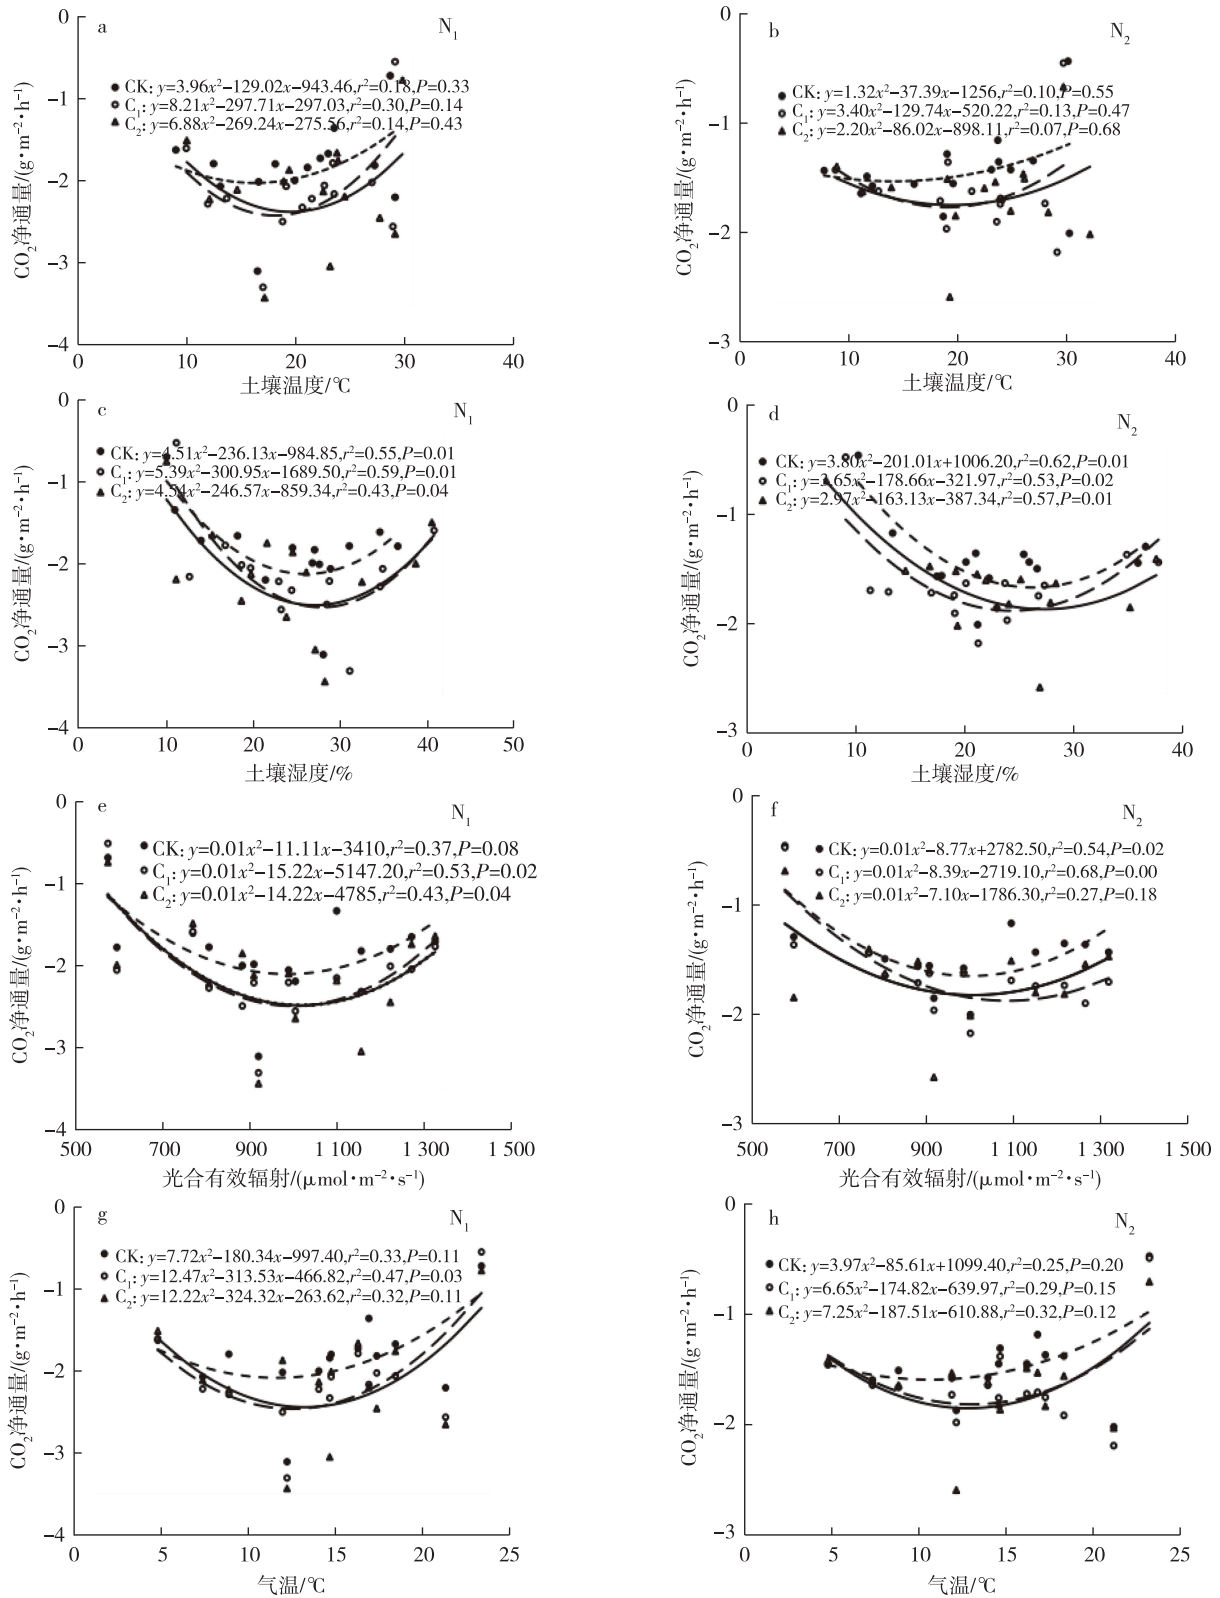 a
N₁
CK: y=3.96x²−129.02x−943.46,r²=0.18,P=0.33
C₁: y=8.21x²−297.71x−297.03,r²=0.30,P=0.14
C₂: y=6.88x²−269.24x−275.56,r²=0.14,P=0.43
0
−1
−2
−3
−4
0
10
20
30
40
CO₂净通量/(g·m⁻²·h⁻¹)
土壤温度/℃
b
N₂
CK: y=1.32x²−37.39x−1256,r²=0.10,P=0.55
C₁: y=3.40x²−129.74x−520.22,r²=0.13,P=0.47
C₂: y=2.20x²−86.02x−898.11,r²=0.07,P=0.68
0
−1
−2
−3
0
10
20
30
40
CO₂净通量/(g·m⁻²·h⁻¹)
土壤温度/℃
c
N₁
CK: y=4.51x²−236.13x−984.85,r²=0.55,P=0.01
C₁: y=5.39x²−300.95x−1689.50,r²=0.59,P=0.01
C₂: y=4.54x²−246.57x−859.34,r²=0.43,P=0.04
0
−1
−2
−3
−4
0
10
20
30
40
50
CO₂净通量/(g·m⁻²·h⁻¹)
土壤湿度/%
d
N₂
CK: y=3.80x²−201.01x+1006.20,r²=0.62,P=0.01
C₁: y=3.65x²−178.66x−321.97,r²=0.53,P=0.02
C₂: y=2.97x²−163.13x−387.34,r²=0.57,P=0.01
0
−1
−2
−3
0
10
20
30
40
CO₂净通量/(g·m⁻²·h⁻¹)
土壤湿度/%
e
N₁
CK: y=0.01x²−11.11x−3410,r²=0.37,P=0.08
C₁: y=0.01x²−15.22x−5147.20,r²=0.53,P=0.02
C₂: y=0.01x²−14.22x−4785,r²=0.43,P=0.04
0
−1
−2
−3
−4
500
700
900
1 100
1 300
1 500
CO₂净通量/(g·m⁻²·h⁻¹)
光合有效辐射/(μmol·m⁻²·s⁻¹)
f
N₂
CK: y=0.01x²−8.77x+2782.50,r²=0.54,P=0.02
C₁: y=0.01x²−8.39x−2719.10,r²=0.68,P=0.00
C₂: y=0.01x²−7.10x−1786.30,r²=0.27,P=0.18
0
−1
−2
−3
500
700
900
1 100
1 300
1 500
CO₂净通量/(g·m⁻²·h⁻¹)
光合有效辐射/(μmol·m⁻²·s⁻¹)
g
N₁
CK: y=7.72x²−180.34x−997.40,r²=0.33,P=0.11
C₁: y=12.47x²−313.53x−466.82,r²=0.47,P=0.03
C₂: y=12.22x²−324.32x−263.62,r²=0.32,P=0.11
0
−1
−2
−3
−4
0
5
10
15
20
25
CO₂净通量/(g·m⁻²·h⁻¹)
气温/℃
h
N₂
CK: y=3.97x²−85.61x+1099.40,r²=0.25,P=0.20
C₁: y=6.65x²−174.82x−639.97,r²=0.29,P=0.15
C₂: y=7.25x²−187.51x−610.88,r²=0.32,P=0.12
0
−1
−2
−3
0
5
10
15
20
25
CO₂净通量/(g·m⁻²·h⁻¹)
气温/℃